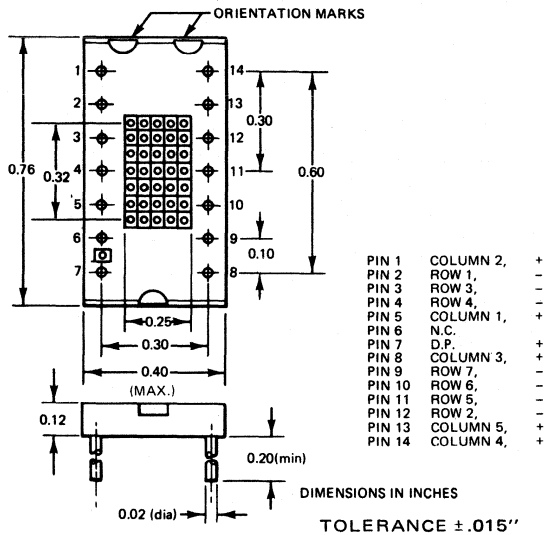 ORIENTATION MARKS
1 14
2 13
0.30
3 12
0.76 0.32 4 11 0.60
5 10
6 9
0.10
7 8
0.25
0.30
0.40
(MAX.)
0.12
0.20(min)
0.02 (dia)
PIN 1 COLUMN 2, +
PIN 2 ROW 1, −
PIN 3 ROW 3, −
PIN 4 ROW 4, −
PIN 5 COLUMN 1, +
PIN 6 N.C.
PIN 7 D.P. +
PIN 8 COLUMN 3, +
PIN 9 ROW 7, −
PIN 10 ROW 6, −
PIN 11 ROW 5, −
PIN 12 ROW 2, −
PIN 13 COLUMN 5, +
PIN 14 COLUMN 4, +
DIMENSIONS IN INCHES
TOLERANCE ±.015″